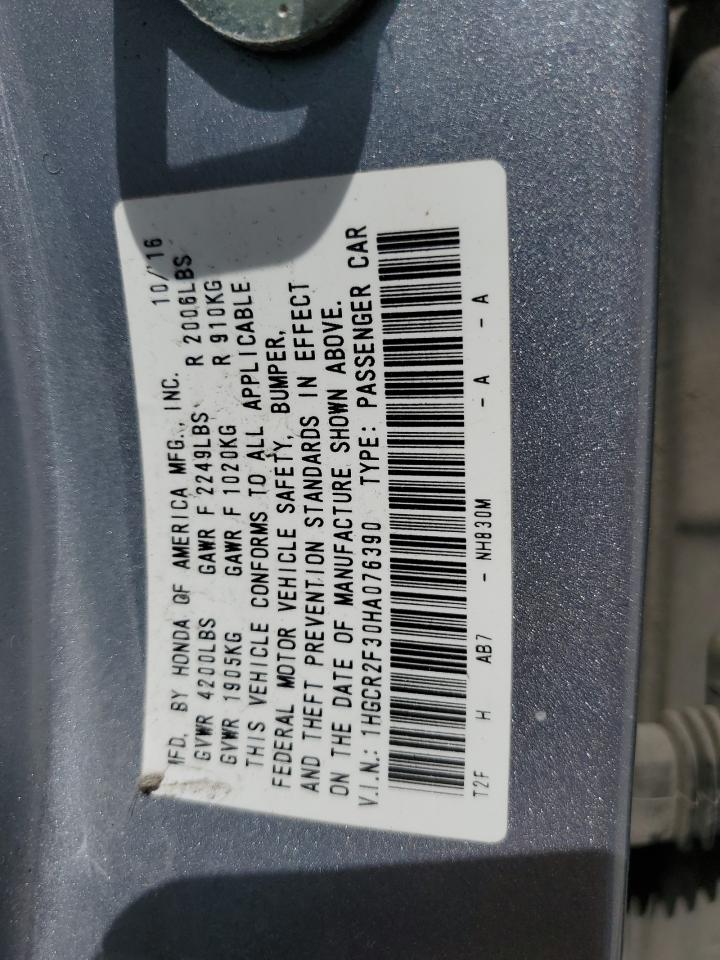 MFD. BY HONDA OF AMERICA MFG., INC. 10/16
GVWR 4200LBS GAWR F 2249LBS R 2006LBS
GVWR 1905KG GAWR F 1020KG R 910KG
THIS VEHICLE CONFORMS TO ALL APPLICABLE
FEDERAL MOTOR VEHICLE SAFETY, BUMPER,
AND THEFT PREVENTION STANDARDS IN EFFECT
ON THE DATE OF MANUFACTURE SHOWN ABOVE.
V.I.N.: 1HGCR2F30HA076390 TYPE: PASSENGER CAR
T2F H AB7 - NH830M - A - A